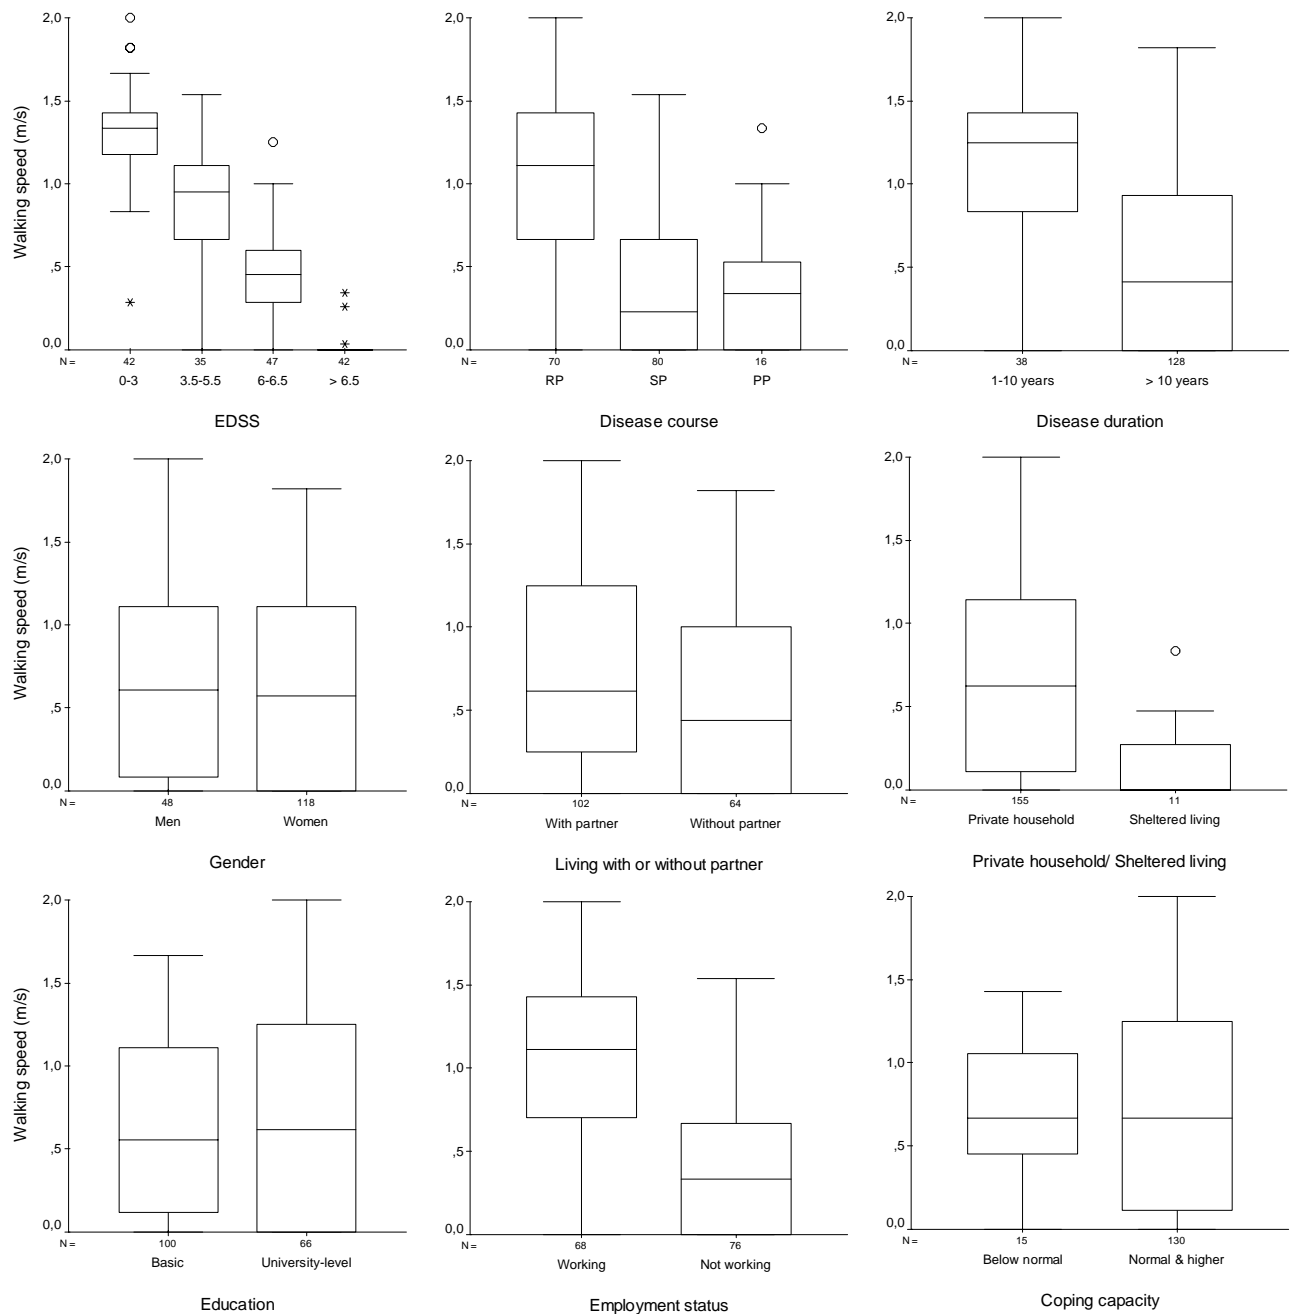 Walking speed (m/s)
2,0
1,5
1,0
,5
0,0
N =
42
35
47
42
0-3
3.5-5.5
6-6.5
> 6.5
EDSS
2,0
1,5
1,0
,5
0,0
N =
70
80
16
RP
SP
PP
Disease course
2,0
1,5
1,0
,5
0,0
N =
38
128
1-10 years
> 10 years
Disease duration
Walking speed (m/s)
2,0
1,5
1,0
,5
0,0
N =
48
118
Men
Women
Gender
2,0
1,5
1,0
,5
0,0
N =
102
64
With partner
Without partner
Living with or without partner
2,0
1,5
1,0
,5
0,0
N =
155
11
Private household
Sheltered living
Private household/ Sheltered living
Walking speed (m/s)
2,0
1,5
1,0
,5
0,0
N =
100
66
Basic
University-level
Education
2,0
1,5
1,0
,5
0,0
N =
68
76
Working
Not working
Employment status
2,0
1,5
1,0
,5
0,0
N =
15
130
Below normal
Normal & higher
Coping capacity